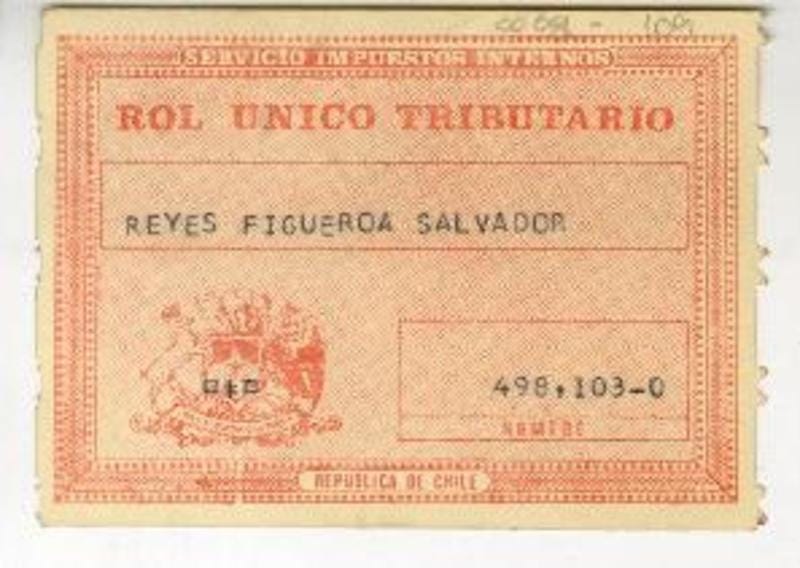 SERVICIO IMPUESTOS INTERNOS
ROL UNICO TRIBUTARIO
REYES FIGUEROA SALVADOR
498.103-0
NUMERO
REPUBLICA DE CHILE